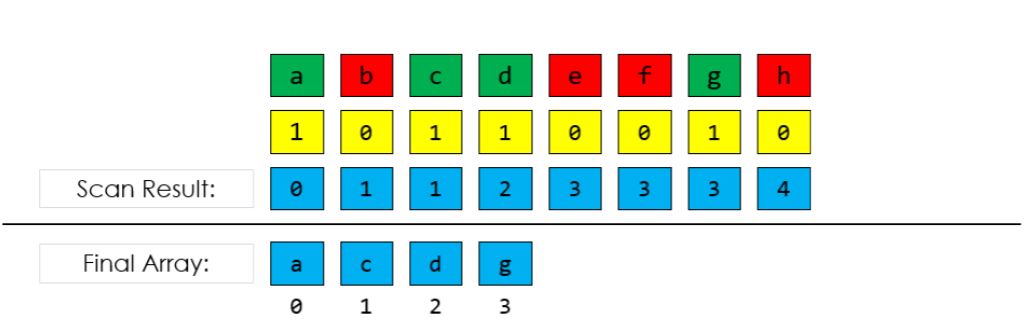 a b c d e f g h
1 0 1 1 0 0 1 0
Scan Result: 0 1 1 2 3 3 3 4
Final Array: a c d g
0 1 2 3